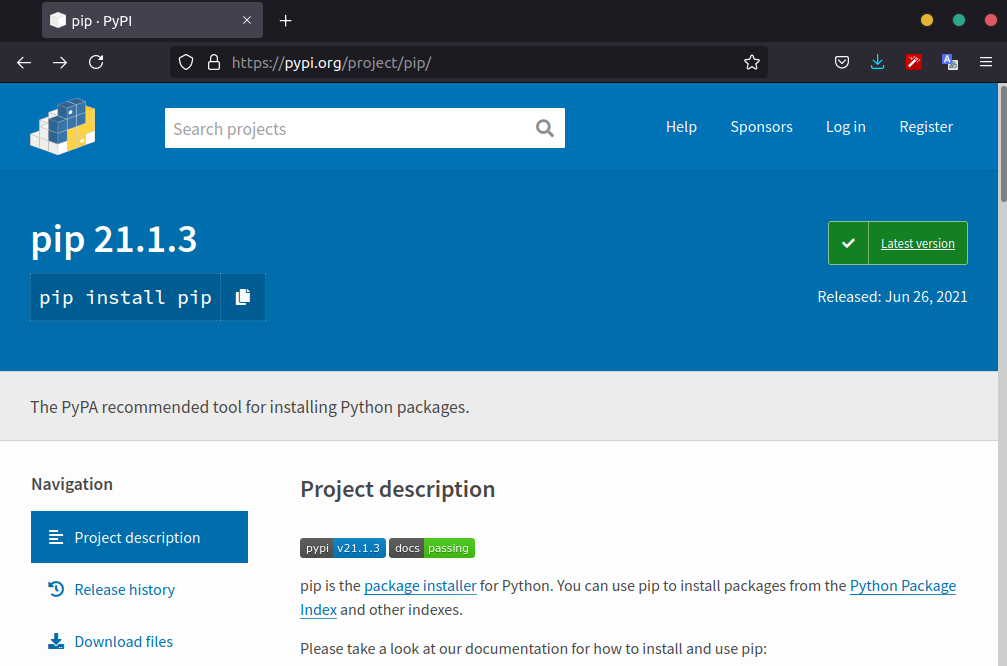 pip · PyPI
https://pypi.org/project/pip/
Search projects
Help
Sponsors
Log in
Register
pip 21.1.3
Latest version
pip install pip
Released: Jun 26, 2021
The PyPA recommended tool for installing Python packages.
Navigation
Project description
Release history
Download files
Project description
pypi v21.1.3 docs passing
pip is the package installer for Python. You can use pip to install packages from the Python Package
Index and other indexes.
Please take a look at our documentation for how to install and use pip: